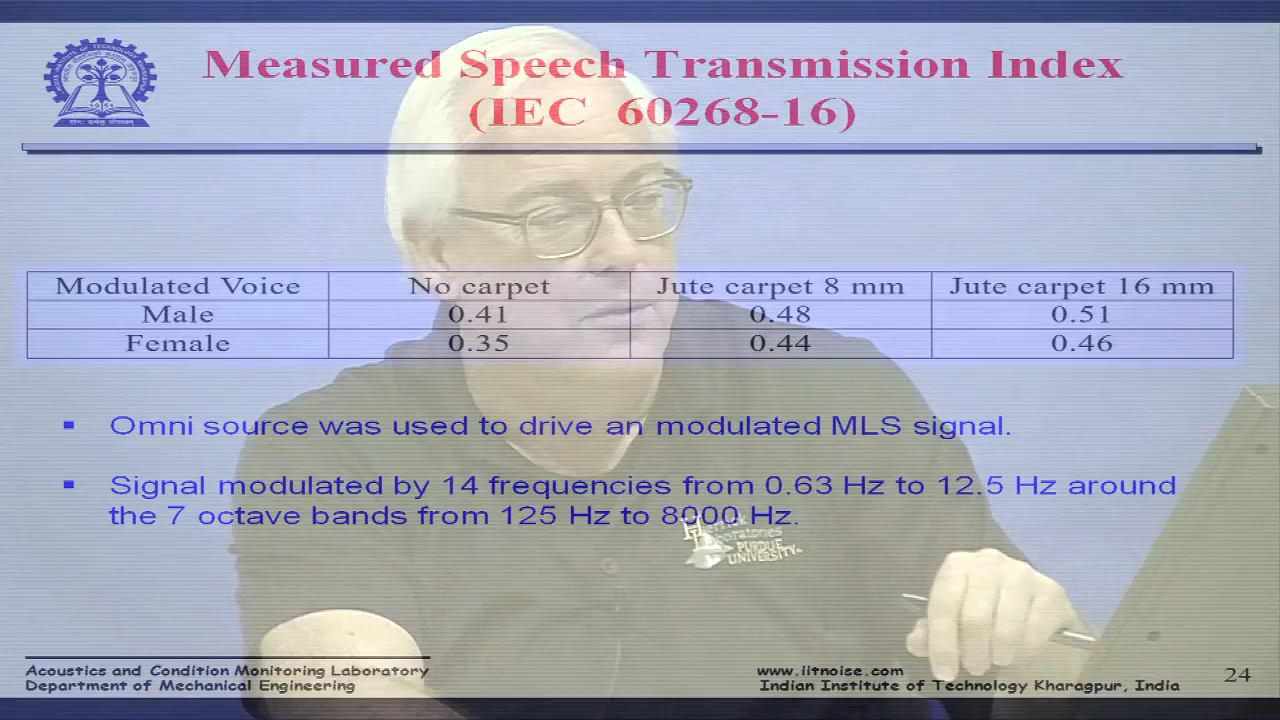 Measured Speech Transmission Index
(IEC 60268-16)
Modulated Voice No carpet Jute carpet 8 mm Jute carpet 16 mm
Male 0.41 0.48 0.51
Female 0.35 0.44 0.46
▪ Omni source was used to drive an modulated MLS signal.
▪ Signal modulated by 14 frequencies from 0.63 Hz to 12.5 Hz around
the 7 octave bands from 125 Hz to 8000 Hz.
Herrick
Laboratories
PURDUE
UNIVERSITY
Acoustics and Condition Monitoring Laboratory
Department of Mechanical Engineering
www.iitnoise.com
Indian Institute of Technology Kharagpur, India
24